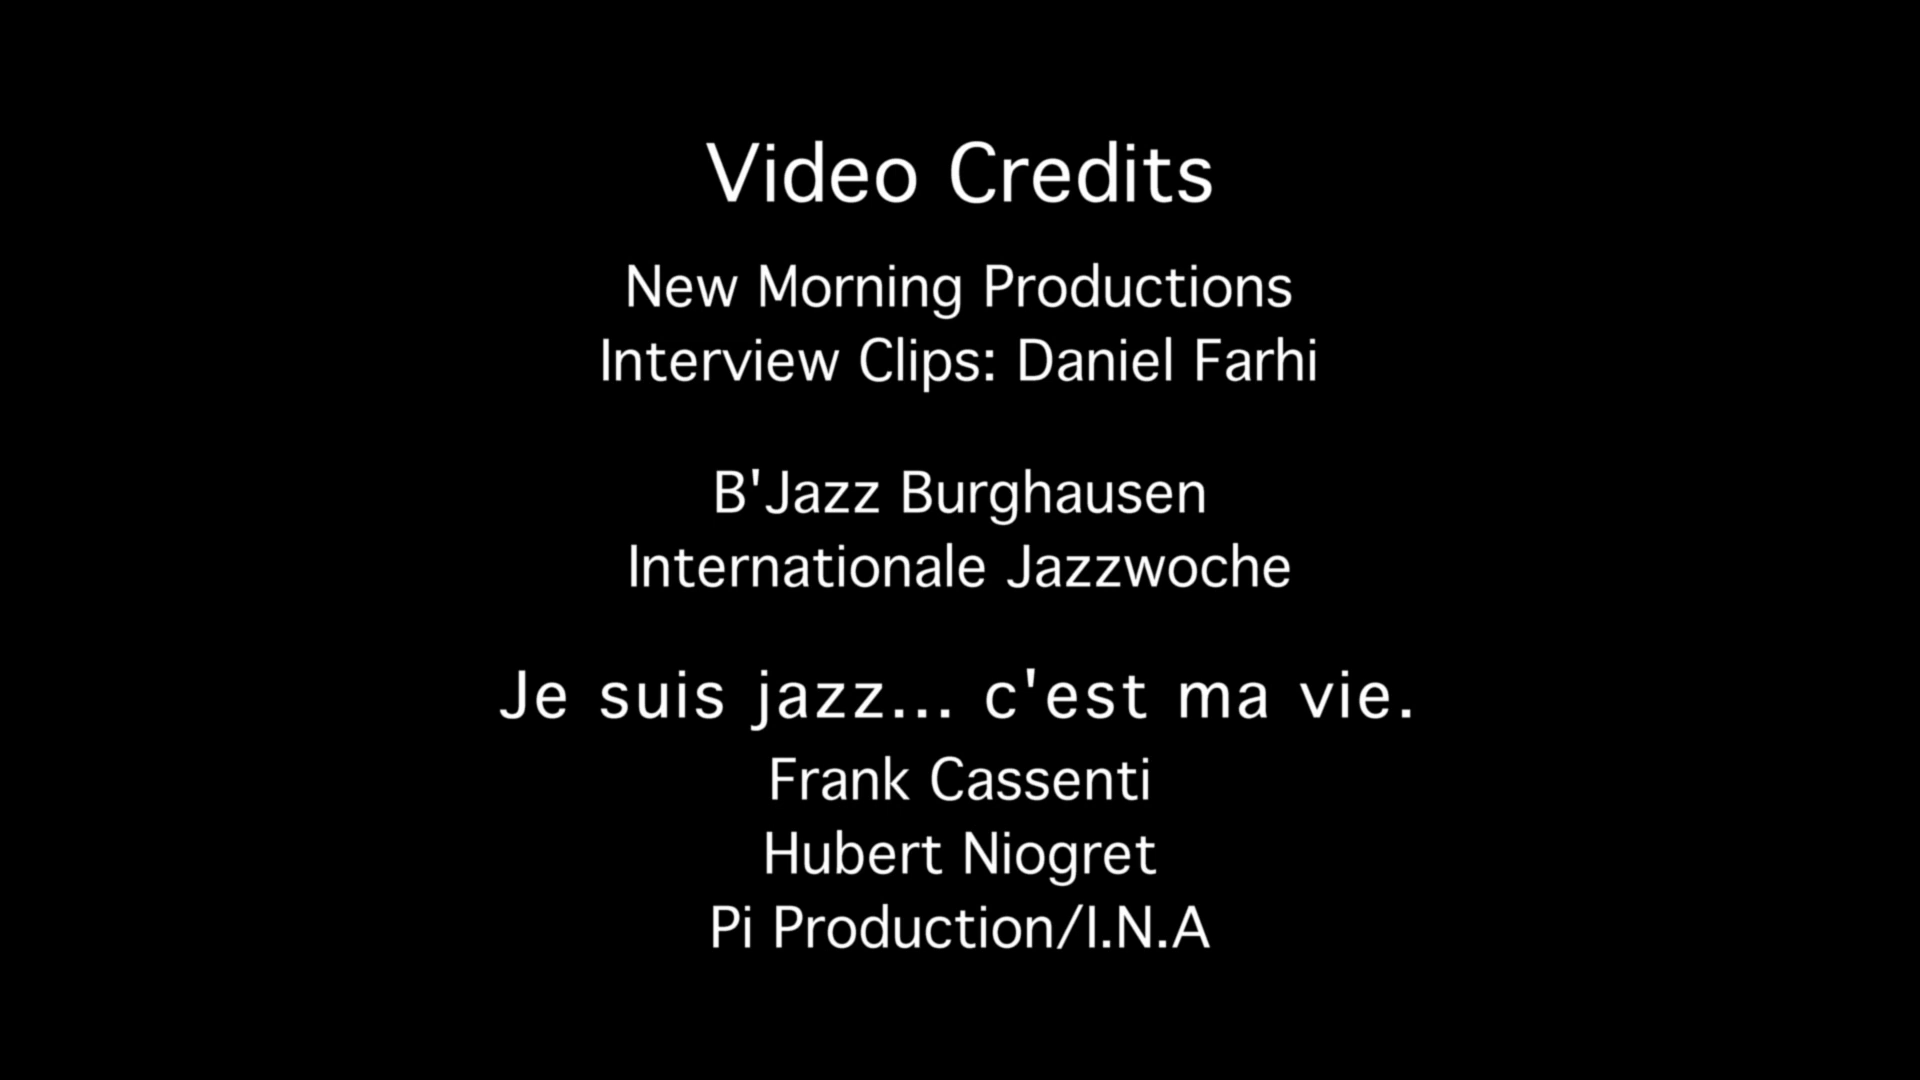 Video Credits
New Morning Productions
Interview Clips: Daniel Farhi
B'Jazz Burghausen
Internationale Jazzwoche
Je suis jazz... c'est ma vie.
Frank Cassenti
Hubert Niogret
Pi Production/I.N.A